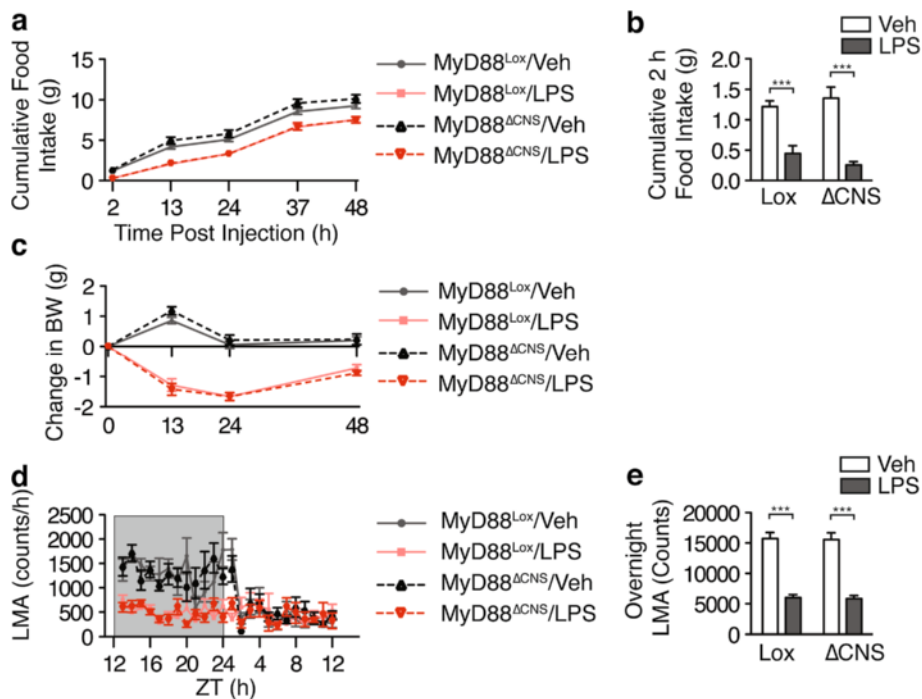 a
Cumulative Food
Intake (g)
15
10
5
0
2 13 24 37 48
Time Post Injection (h)
MyD88ᴸᵒˣ/Veh
MyD88ᴸᵒˣ/LPS
MyD88ΔCNS/Veh
MyD88ΔCNS/LPS
b
Veh
LPS
Cumulative 2 h
Food Intake (g)
2.0
1.5
1.0
0.5
0.0
*** ***
Lox ΔCNS
c
Change in BW (g)
2
1
0
-1
-2
0 13 24 48
MyD88ᴸᵒˣ/Veh
MyD88ᴸᵒˣ/LPS
MyD88ΔCNS/Veh
MyD88ΔCNS/LPS
d
LMA (counts/h)
2500
2000
1500
1000
500
0
12 16 20 24 4 8 12
ZT (h)
MyD88ᴸᵒˣ/Veh
MyD88ᴸᵒˣ/LPS
MyD88ΔCNS/Veh
MyD88ΔCNS/LPS
e
Veh
LPS
Overnight
LMA (Counts)
20000
15000
10000
5000
0
*** ***
Lox ΔCNS